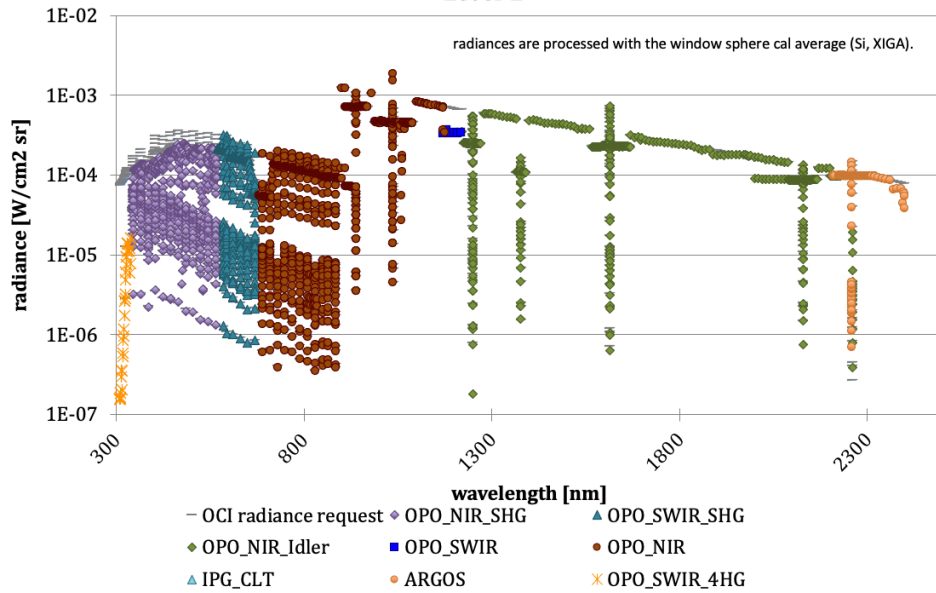 1E-02
radiances are processed with the window sphere cal average (Si, XIGA).
1E-03
1E-04
1E-05
1E-06
1E-07
radiance [W/cm2 sr]
300
800
1300
1800
2300
wavelength [nm]
OCI radiance request
OPO_NIR_SHG
OPO_SWIR_SHG
OPO_NIR_Idler
OPO_SWIR
OPO_NIR
IPG_CLT
ARGOS
OPO_SWIR_4HG